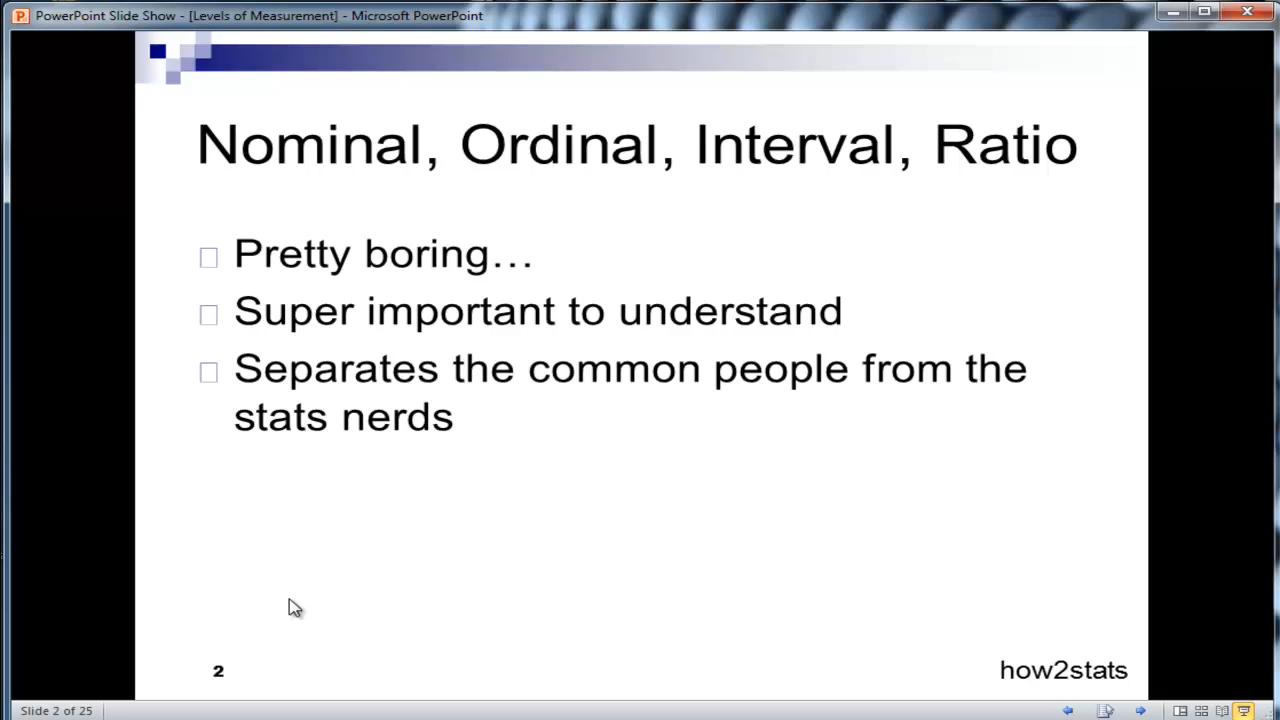 PowerPoint Slide Show - [Levels of Measurement] - Microsoft PowerPoint
Nominal, Ordinal, Interval, Ratio
Pretty boring…
Super important to understand
Separates the common people from the
stats nerds
2
how2stats
Slide 2 of 25